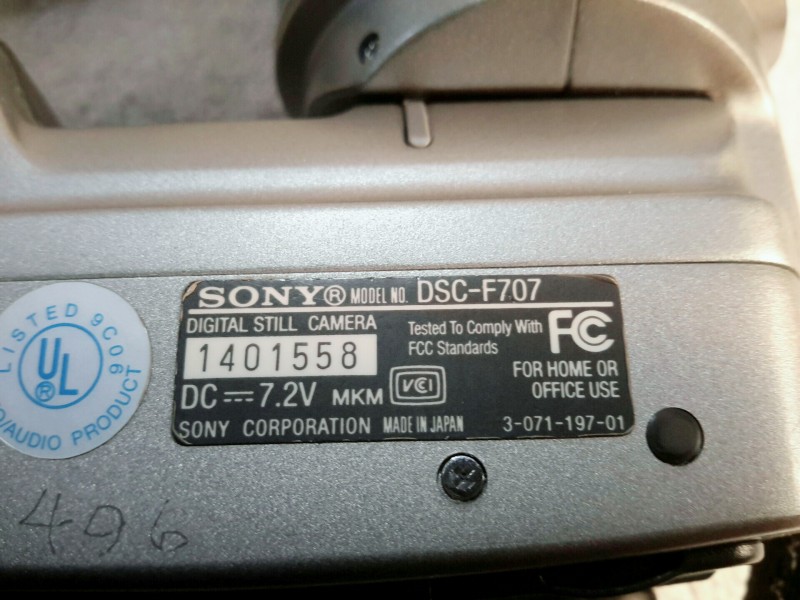 SONY® MODEL NO. DSC-F707
DIGITAL STILL CAMERA
1401558
DC ⎓ 7.2V MKM
VCCI
Tested To Comply With
FCC Standards
FC
FOR HOME OR
OFFICE USE
SONY CORPORATION MADE IN JAPAN 3-071-197-01
LISTED 9C09
UL®
O/AUDIO PRODUCT
496